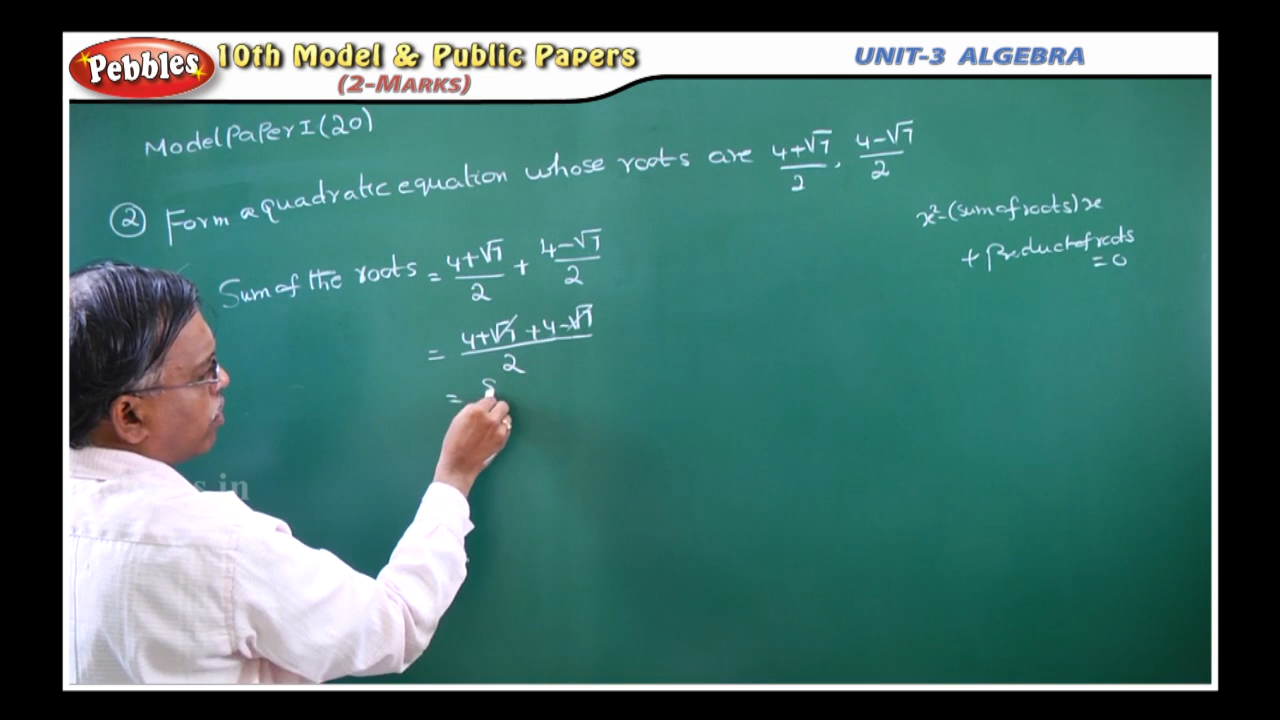 Pebbles 10th Model & Public Papers
(2-MARKS)
UNIT-3 ALGEBRA
Model Paper I (20)
② Form a quadratic equation whose roots are 4+√7/2, 4-√7/2
x²-(sum of roots)x
+ Product of roots
= 0
Sum of the roots = 4+√7/2 + 4-√7/2
= 4+√7+4-√7/2
= 8